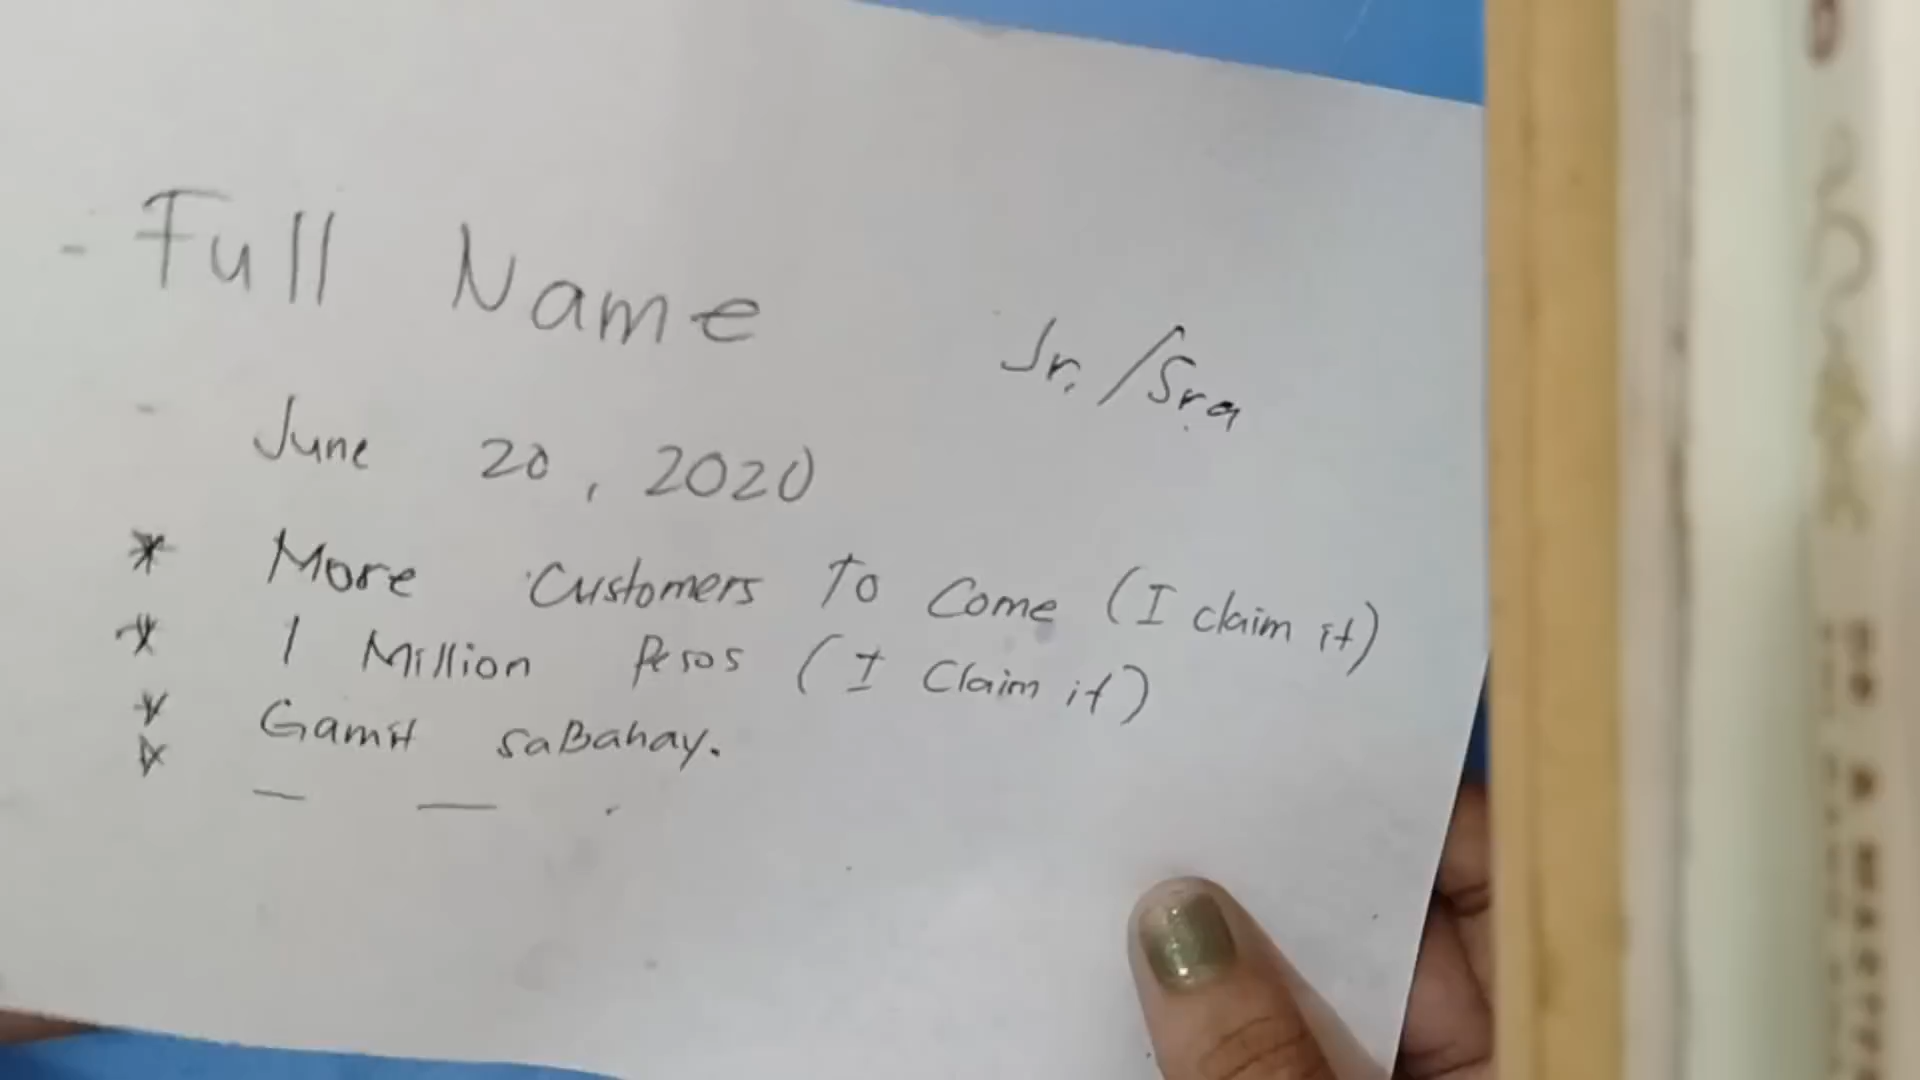 - Full Name
Jr. /Sra
- June 20, 2020
* More Customers To Come (I claim it)
* 1 Million Pesos (I Claim it)
* Gamit saBahay.
* — — .